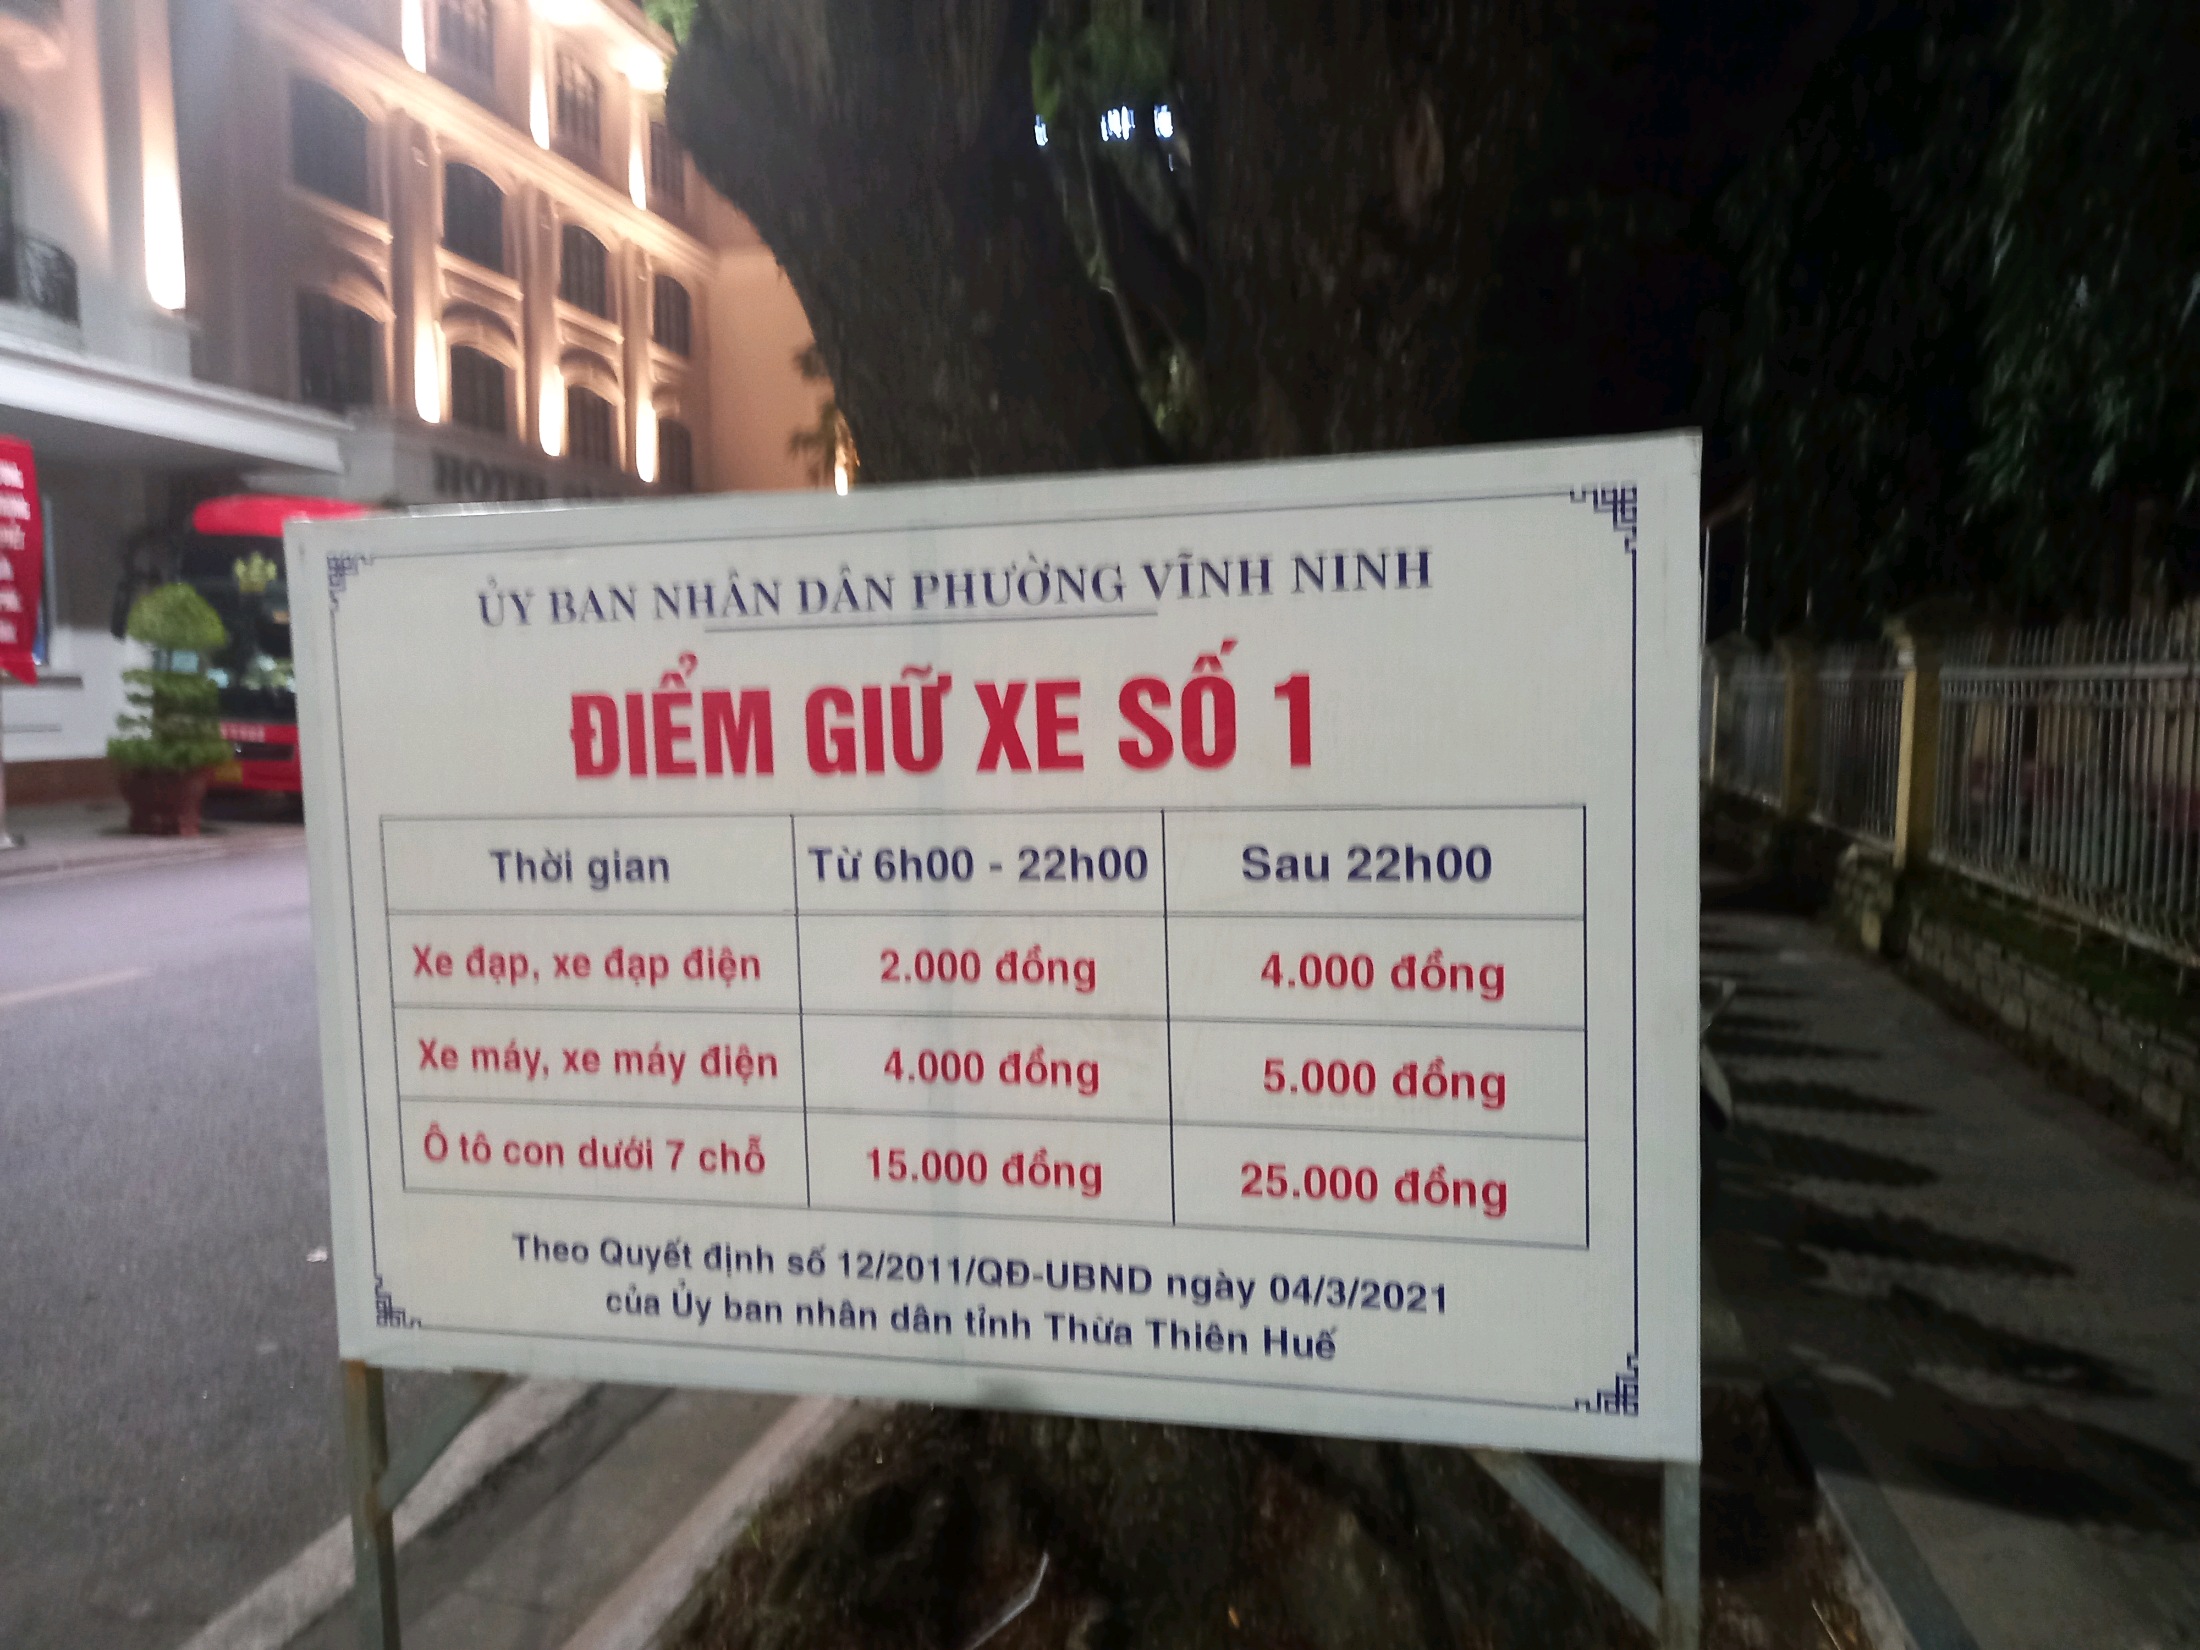 HOTEL
ỦY BAN NHÂN DÂN PHƯỜNG VĨNH NINH
ĐIỂM GIỮ XE SỐ 1
Thời gian Từ 6h00 - 22h00 Sau 22h00
Xe đạp, xe đạp điện 2.000 đồng 4.000 đồng
Xe máy, xe máy điện 4.000 đồng 5.000 đồng
Ô tô con dưới 7 chỗ 15.000 đồng 25.000 đồng
Theo Quyết định số 12/2011/QĐ-UBND ngày 04/3/2021
của Ủy ban nhân dân tỉnh Thừa Thiên Huế